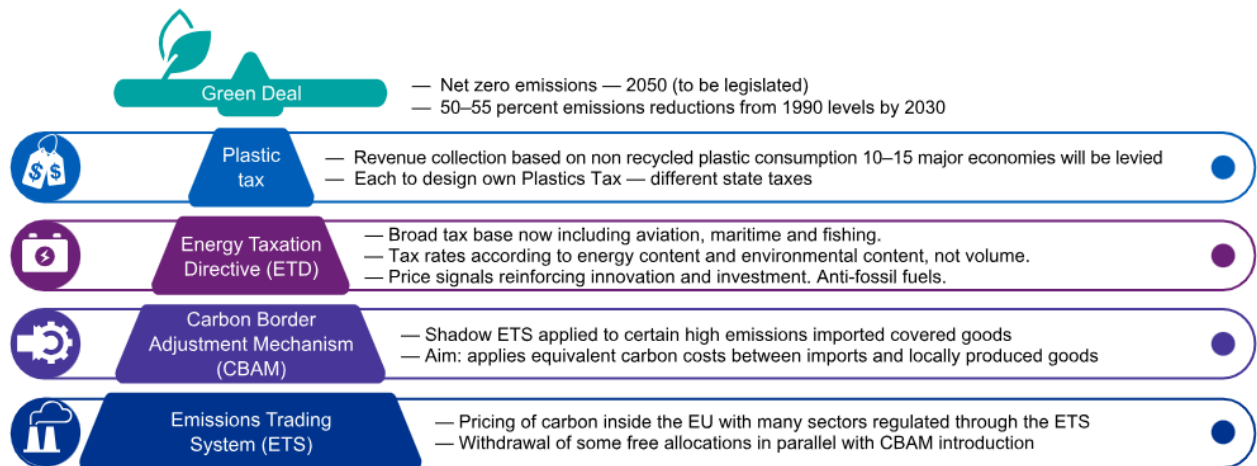 Green Deal
— Net zero emissions — 2050 (to be legislated)
— 50–55 percent emissions reductions from 1990 levels by 2030
$ $
Plastic
tax
— Revenue collection based on non recycled plastic consumption 10–15 major economies will be levied
— Each to design own Plastics Tax — different state taxes
Energy Taxation
Directive (ETD)
— Broad tax base now including aviation, maritime and fishing.
— Tax rates according to energy content and environmental content, not volume.
— Price signals reinforcing innovation and investment. Anti-fossil fuels.
Carbon Border
Adjustment Mechanism
(CBAM)
— Shadow ETS applied to certain high emissions imported covered goods
— Aim: applies equivalent carbon costs between imports and locally produced goods
Emissions Trading
System (ETS)
— Pricing of carbon inside the EU with many sectors regulated through the ETS
— Withdrawal of some free allocations in parallel with CBAM introduction